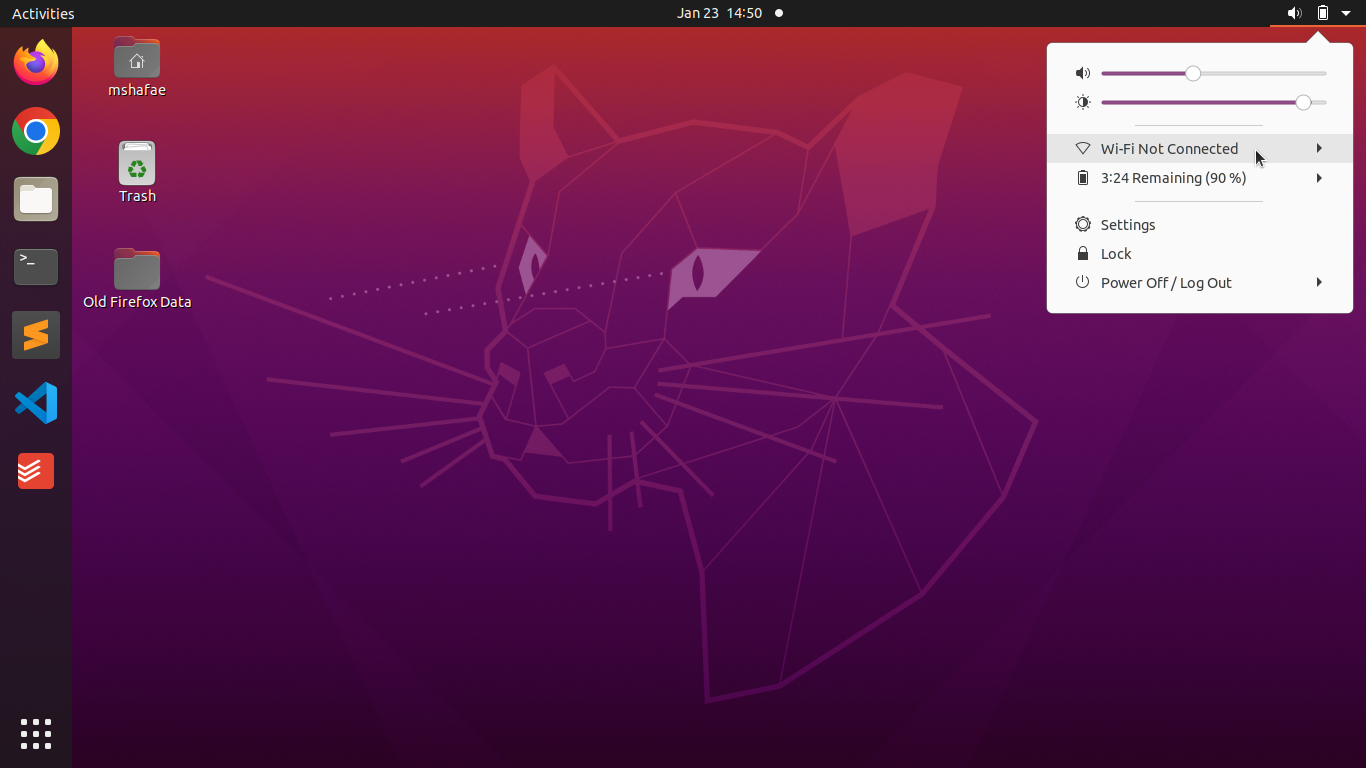 Activities
Jan 23 14:50
mshafae
Trash
Old Firefox Data
>_
Wi-Fi Not Connected
3:24 Remaining (90 %)
Settings
Lock
Power Off / Log Out